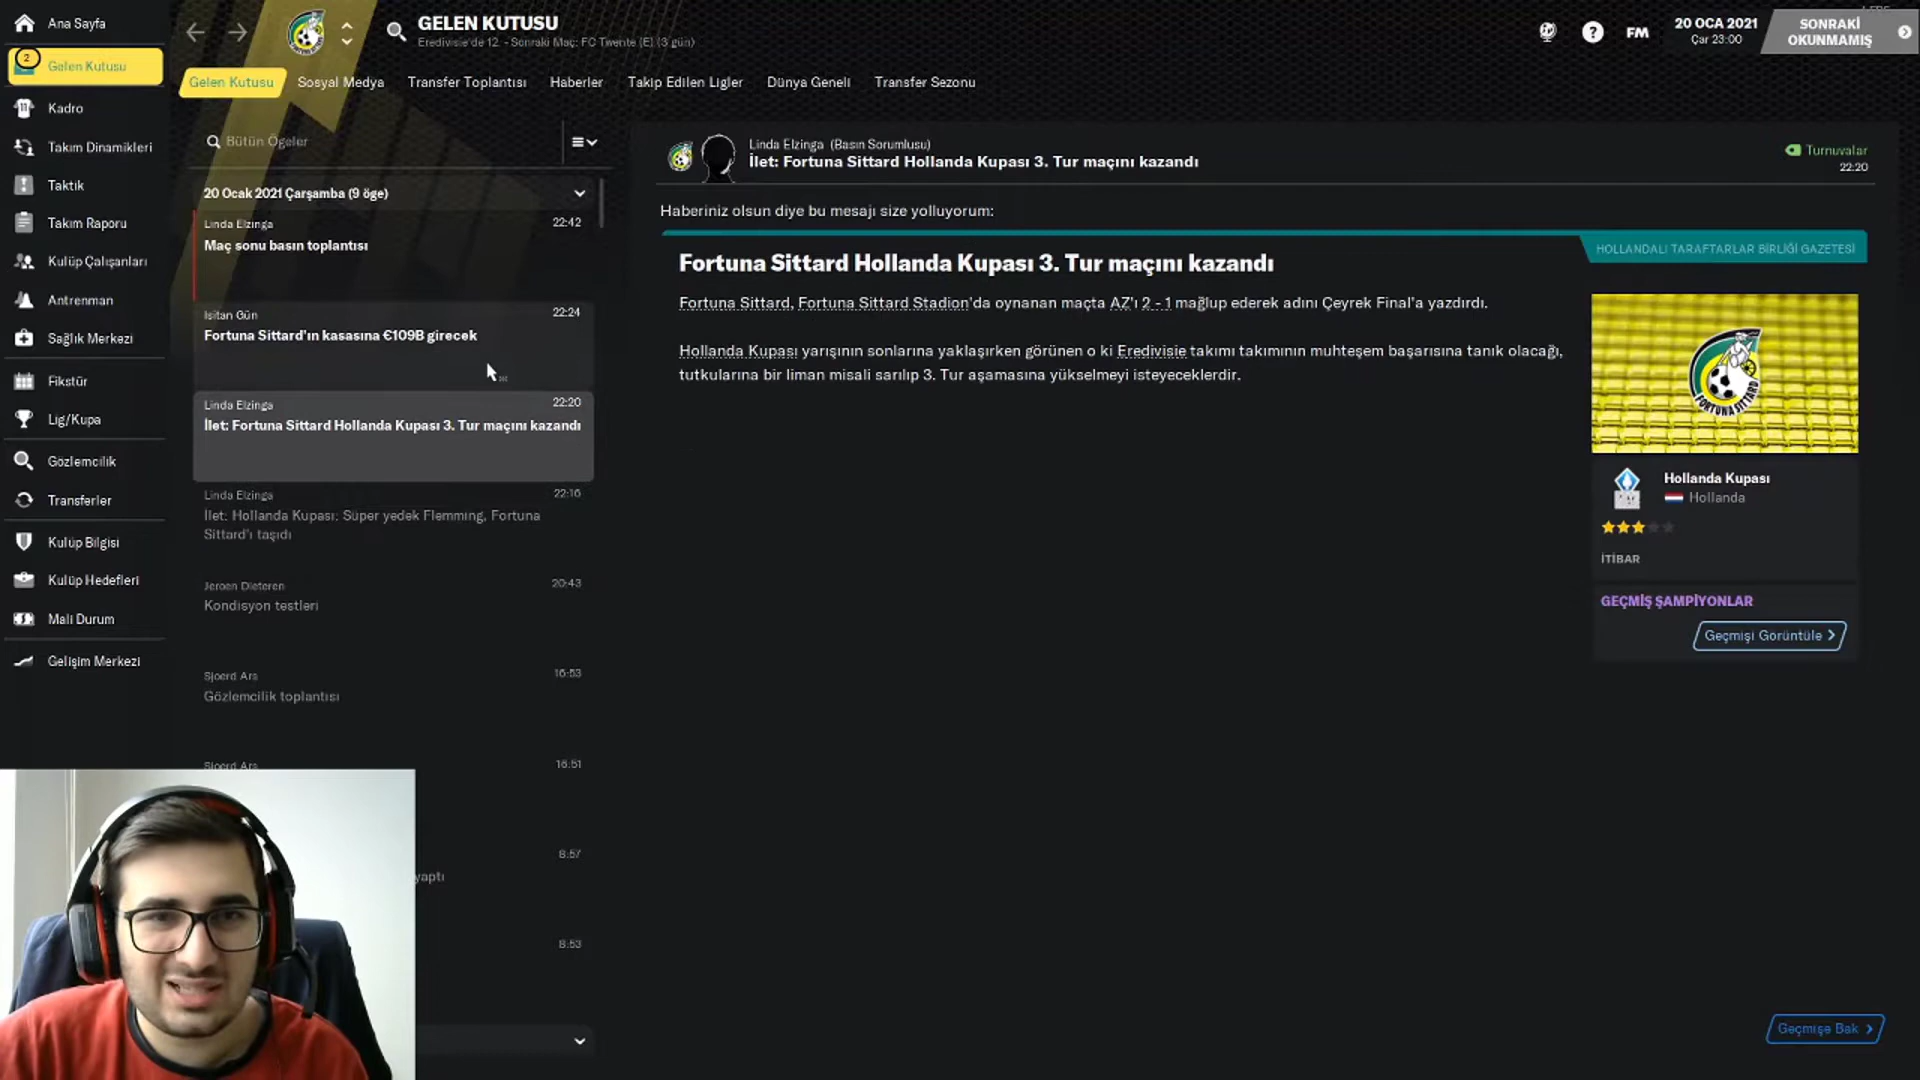 Ana Sayfa
2
Gelen Kutusu
Kadro
Takım Dinamikleri
Taktik
Takım Raporu
Kulüp Çalışanları
Antrenman
Sağlık Merkezi
Fikstür
Lig/Kupa
Gözlemcilik
Transferler
Kulüp Bilgisi
Kulüp Hedefleri
Mali Durum
Gelişim Merkezi
GELEN KUTUSU
Eredivisie'de 12. - Sonraki Maç: FC Twente (E) (3 gün)
FM
20 OCA 2021
Çar 23:00
SONRAKİ
OKUNMAMIŞ
Gelen Kutusu
Sosyal Medya
Transfer Toplantısı
Haberler
Takip Edilen Ligler
Dünya Geneli
Transfer Sezonu
Bütün Ögeler
20 Ocak 2021 Çarşamba (9 öge)
Linda Elzinga
22:42
Maç sonu basın toplantısı
Isitan Gün
22:24
Fortuna Sittard'ın kasasına €109B girecek
Linda Elzinga
22:20
İlet: Fortuna Sittard Hollanda Kupası 3. Tur maçını kazandı
Linda Elzinga
22:16
İlet: Hollanda Kupası: Süper yedek Flemming, Fortuna
Sittard'ı taşıdı
Jeroen Dieteren
20:43
Kondisyon testleri
Sjoerd Ars
16:53
Gözlemcilik toplantısı
Sjoerd Ars
16:51
8:57
yaptı
8:53
Linda Elzinga (Basın Sorumlusu)
İlet: Fortuna Sittard Hollanda Kupası 3. Tur maçını kazandı
Turnuvalar
22:20
Haberiniz olsun diye bu mesajı size yolluyorum:
HOLLANDALI TARAFTARLAR BİRLİĞİ GAZETESİ
Fortuna Sittard Hollanda Kupası 3. Tur maçını kazandı
Fortuna Sittard, Fortuna Sittard Stadion'da oynanan maçta AZ'ı 2 - 1 mağlup ederek adını Çeyrek Final'a yazdırdı.
Hollanda Kupası yarışının sonlarına yaklaşırken görünen o ki Eredivisie takımı takımının muhteşem başarısına tanık olacağı,
tutkularına bir liman misali sarılıp 3. Tur aşamasına yükselmeyi isteyeceklerdir.
FORTUNA SITTARD
Hollanda Kupası
Hollanda
İTİBAR
GEÇMİŞ ŞAMPİYONLAR
Geçmişi Görüntüle
Geçmişe Bak